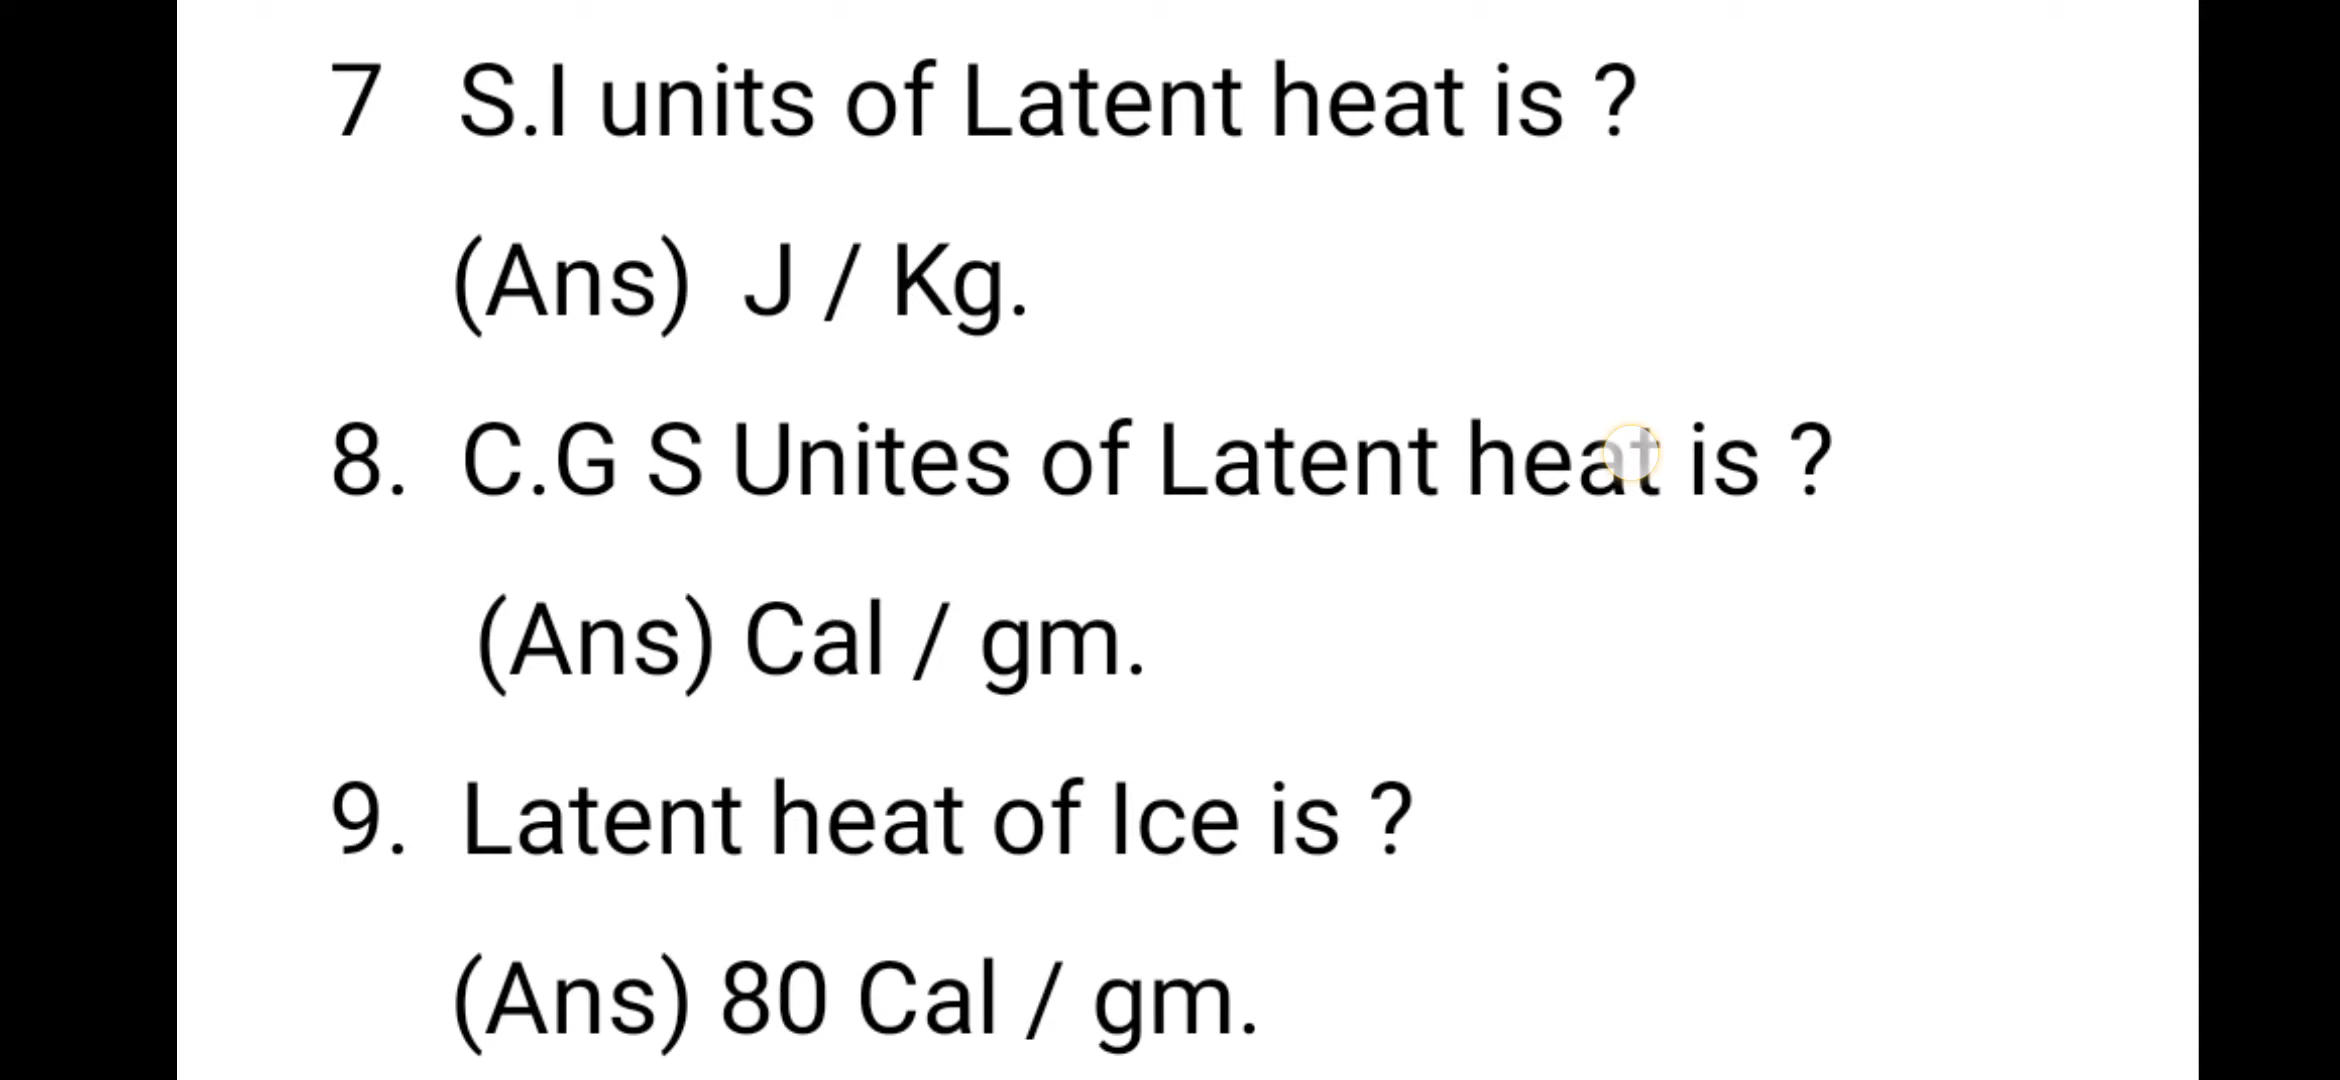 7 S.I units of Latent heat is ?
(Ans) J / Kg.
8. C.G S Unites of Latent heat is ?
(Ans) Cal / gm.
9. Latent heat of Ice is ?
(Ans) 80 Cal / gm.